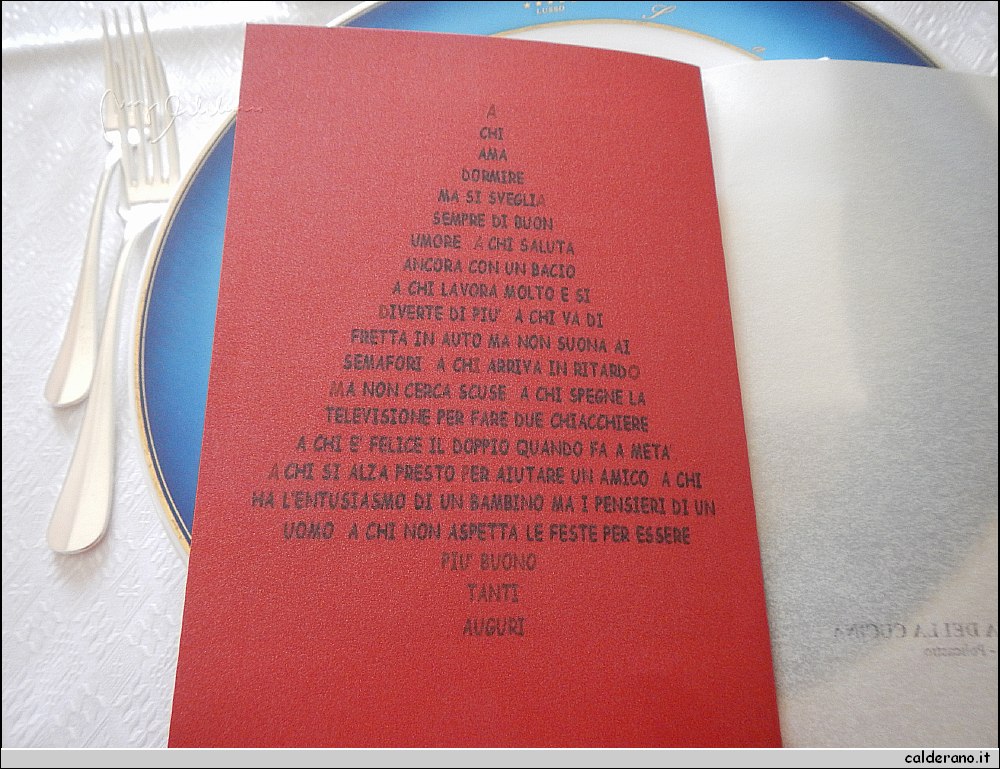 LUSSO
A
CHI
AMA
DORMIRE
MA SI SVEGLIA
SEMPRE DI BUON
UMORE A CHI SALUTA
ANCORA CON UN BACIO
A CHI LAVORA MOLTO E SI
DIVERTE DI PIU' A CHI VA DI
FRETTA IN AUTO MA NON SUONA AI
SEMAFORI A CHI ARRIVA IN RITARDO
MA NON CERCA SCUSE A CHI SPEGNE LA
TELEVISIONE PER FARE DUE CHIACCHIERE
A CHI E' FELICE IL DOPPIO QUANDO FA A META'
A CHI SI ALZA PRESTO PER AIUTARE UN AMICO A CHI
HA L'ENTUSIASMO DI UN BAMBINO MA I PENSIERI DI UN
UOMO A CHI NON ASPETTA LE FESTE PER ESSERE
PIU' BUONO
TANTI
AUGURI
A DELLA CUCINA
- Policastro
calderano.it